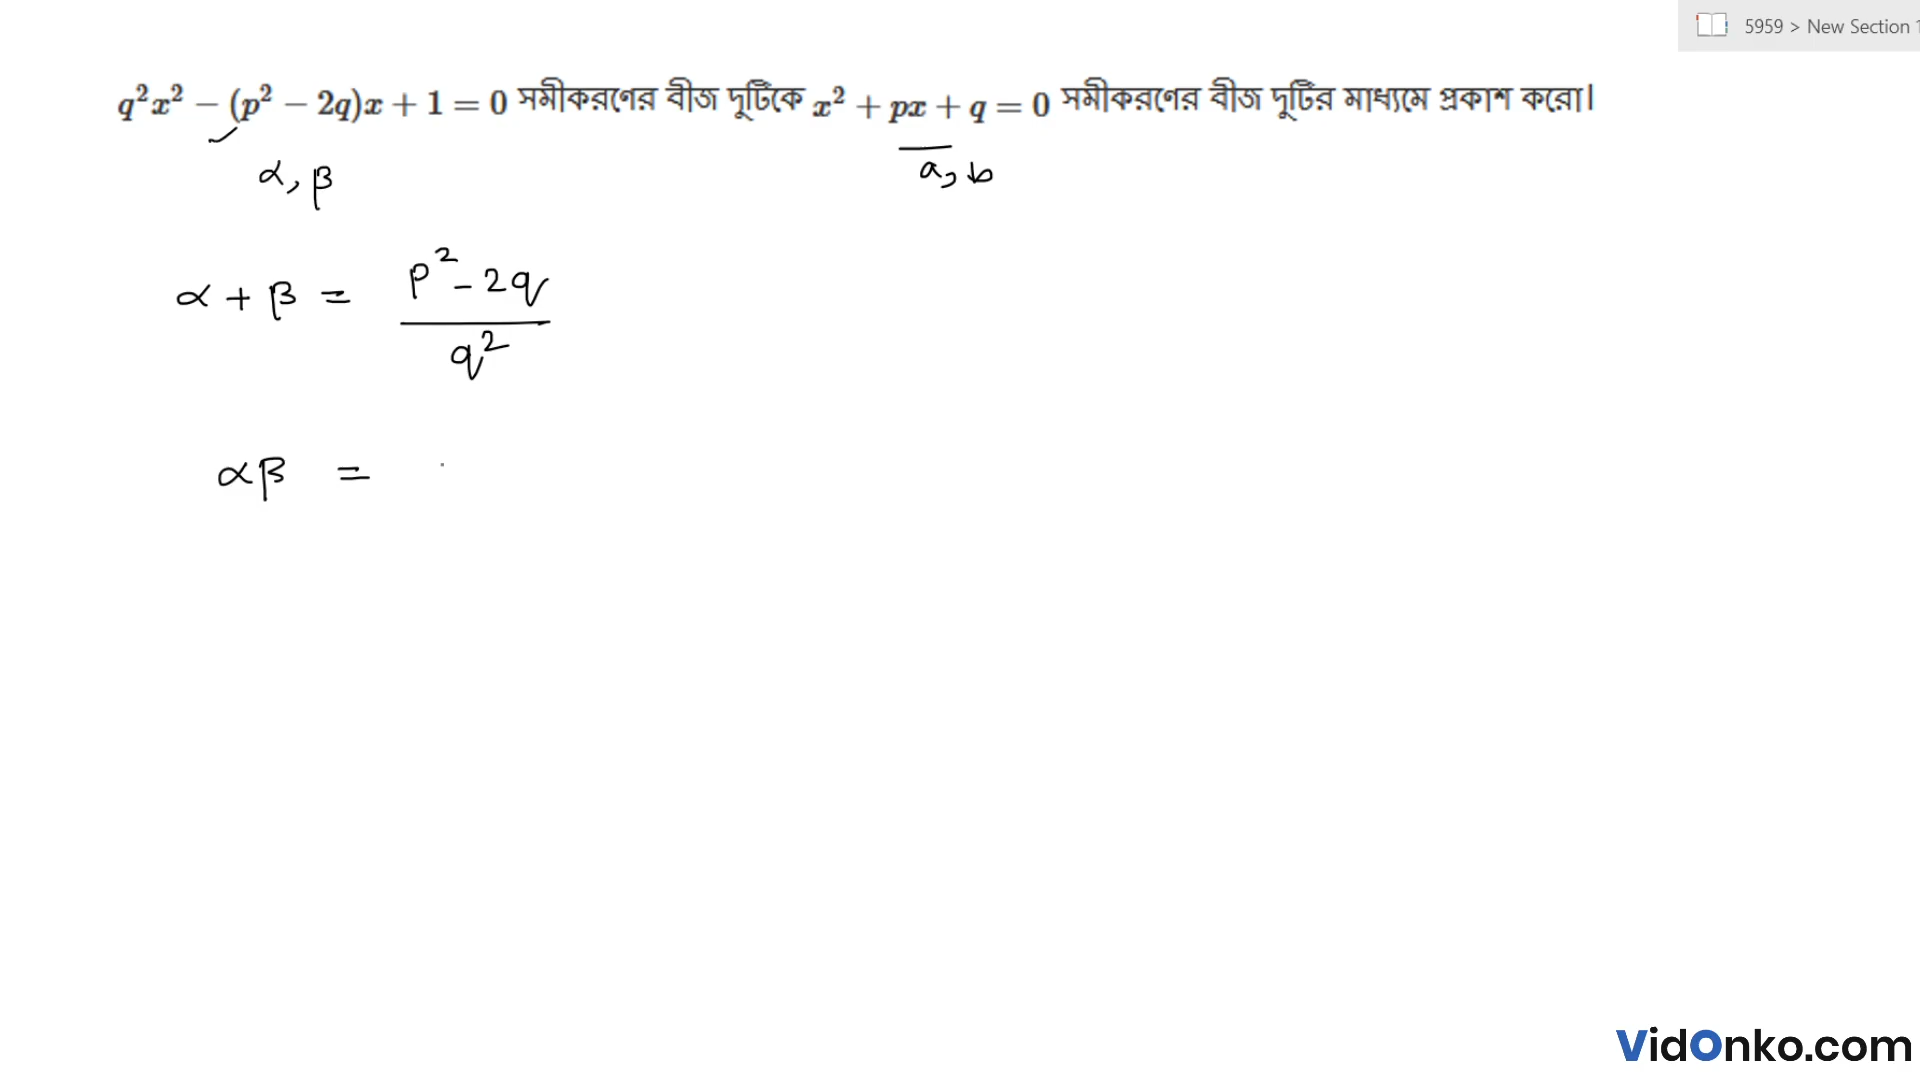 5959 > New Section 1
q²x² − (p² − 2q)x + 1 = 0 সমীকরণের বীজ দুটিকে x² + px + q = 0 সমীকরণের বীজ দুটির মাধ্যমে প্রকাশ করো।
α, β a, b
α + β = (p² - 2q)/q²
αβ =
VidOnko.com